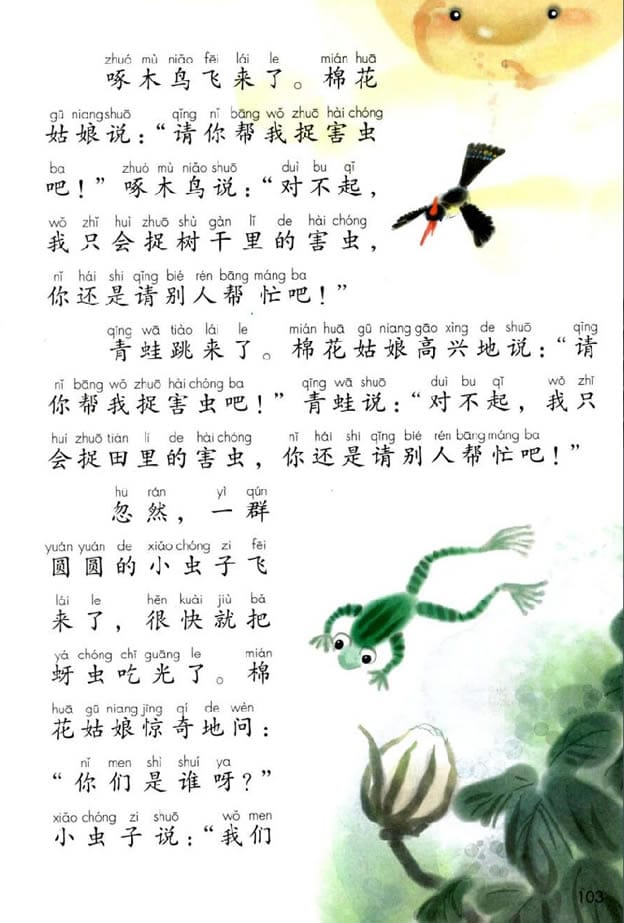 zhuó mù niǎo fēi lái le mián huā
啄木鸟飞来了。棉花
gū niang shuō qǐng nǐ bāng wǒ zhuō hài chóng
姑娘说：“请你帮我捉害虫
ba zhuó mù niǎo shuō duì bu qǐ
吧！”啄木鸟说：“对不起，
wǒ zhǐ huì zhuō shù gàn lǐ de hài chóng
我只会捉树干里的害虫，
nǐ hái shi qǐng bié rén bāng máng ba
你还是请别人帮忙吧！”
qīng wā tiào lái le mián huā gū niang gāo xìng de shuō qǐng
青蛙跳来了。棉花姑娘高兴地说：“请
nǐ bāng wǒ zhuō hài chóng ba qīng wā shuō duì bu qǐ wǒ zhǐ
你帮我捉害虫吧！”青蛙说：“对不起，我只
huì zhuō tián li de hài chóng nǐ hái shi qǐng bié rén bāng máng ba
会捉田里的害虫，你还是请别人帮忙吧！”
hū rán yì qún
忽然，一群
yuán yuán de xiǎo chóng zi fēi
圆圆的小虫子飞
lái le hěn kuài jiù bǎ
来了，很快就把
yá chóng chī guāng le mián
蚜虫吃光了。棉
huā gū niang jīng qí de wèn
花姑娘惊奇地问：
nǐ men shì shuí ya
“你们是谁呀？”
xiǎo chóng zi shuō wǒ men
小虫子说：“我们
103